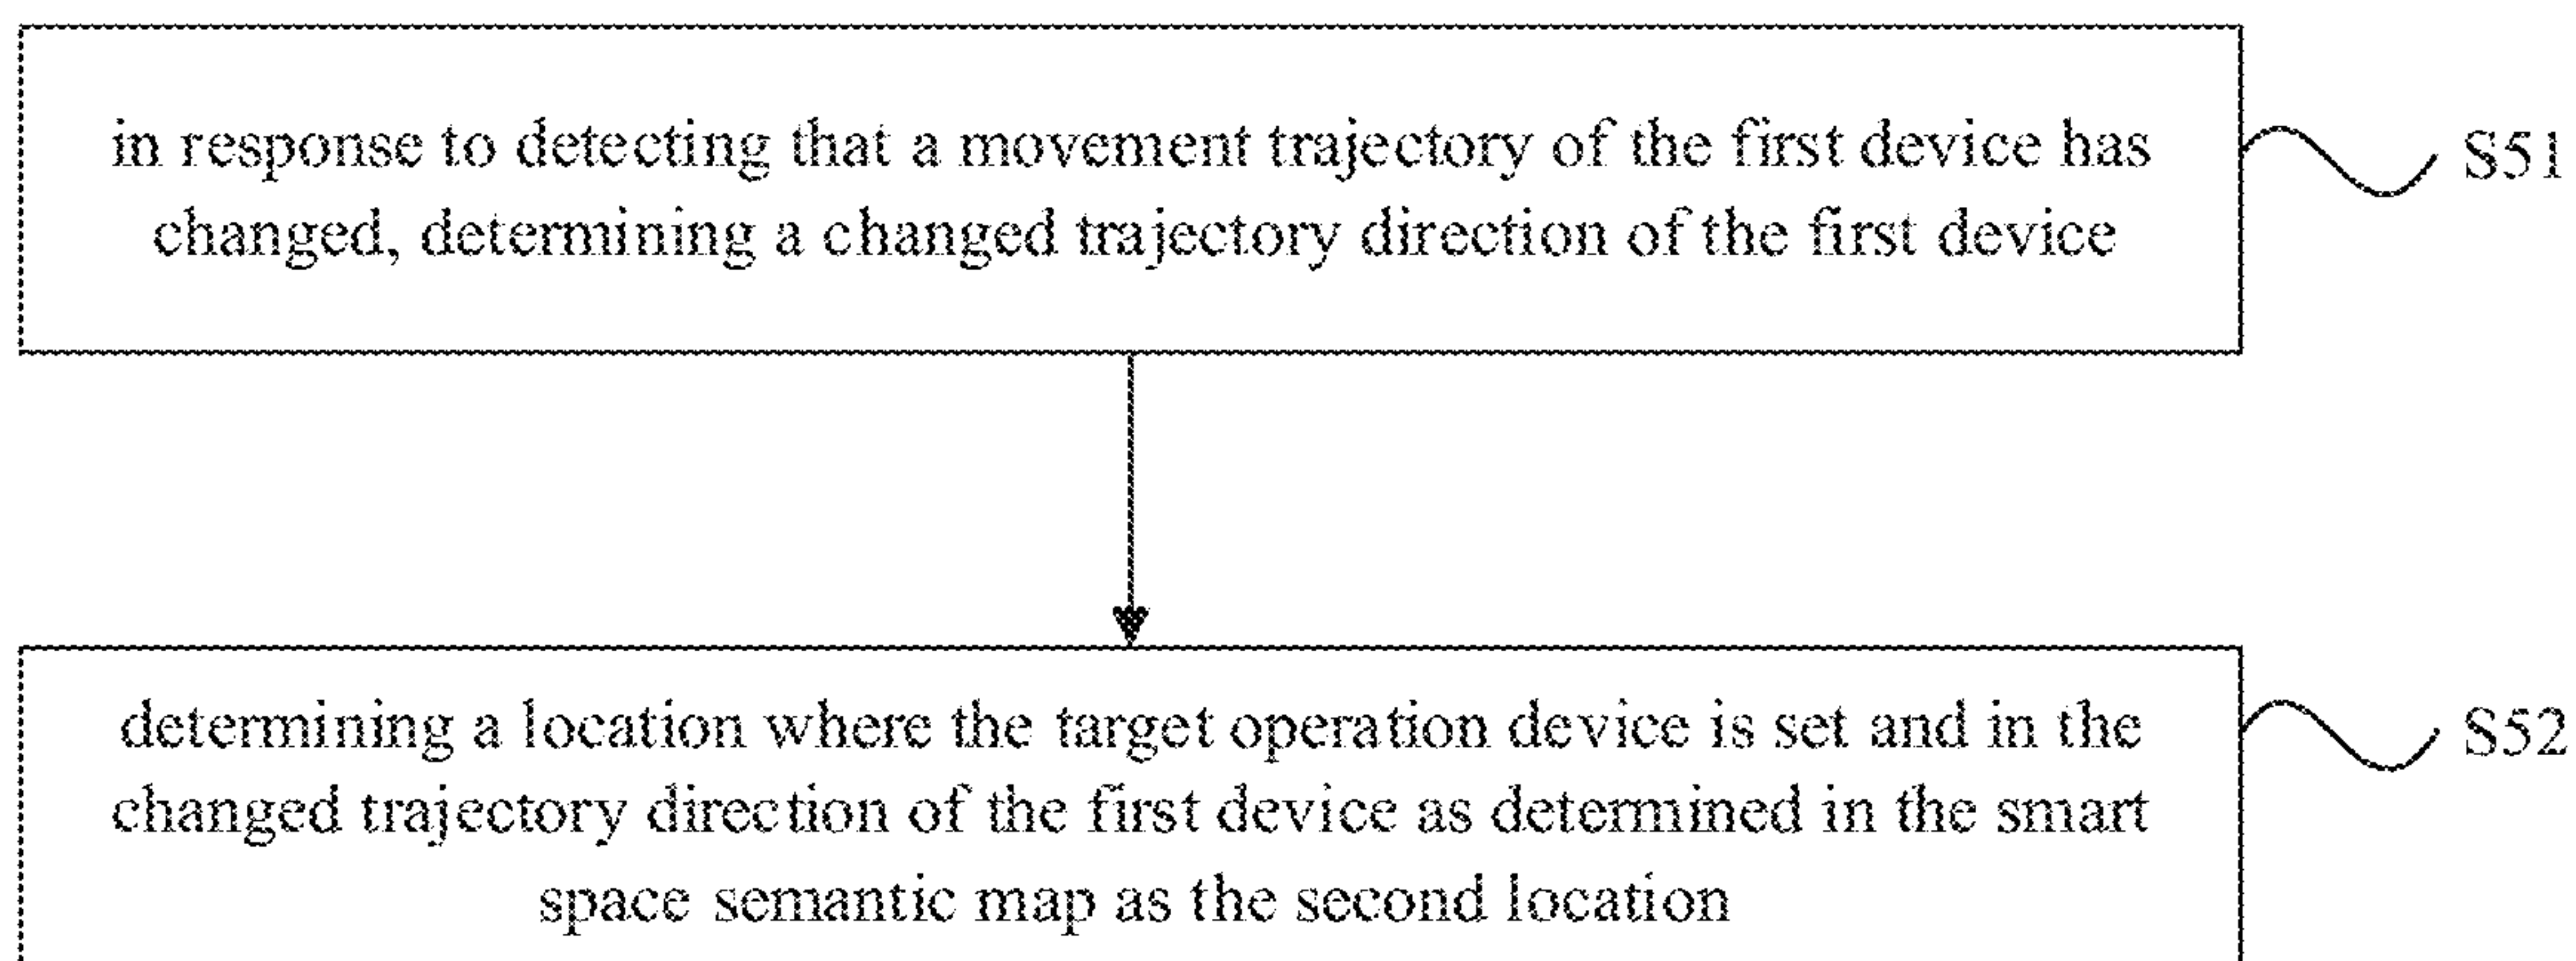 in response to detecting that a movement trajectory of the first device has
changed, determining a changed trajectory direction of the first device
S51
determining a location where the target operation device is set and in the
changed trajectory direction of the first device as determined in the smart
space semantic map as the second location
S52